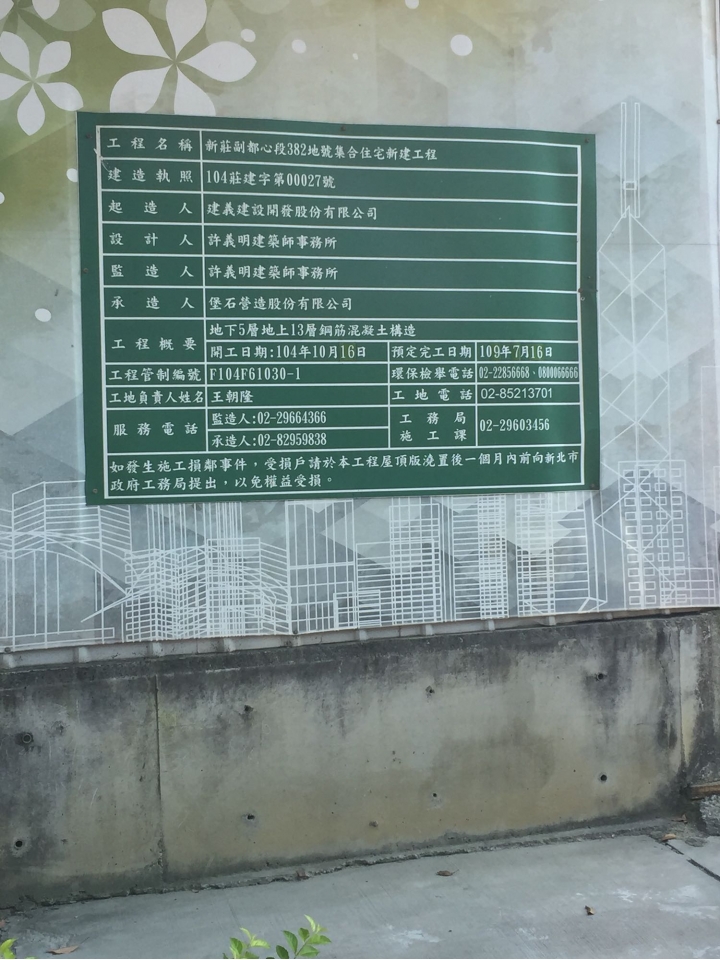 工程名稱 新莊副都心段382地號集合住宅新建工程
建造執照 104莊建字第00027號
起造人 建義建設開發股份有限公司
設計人 許義明建築師事務所
監造人 許義明建築師事務所
承造人 堡石營造股份有限公司
工程概要 地下5層地上13層鋼筋混凝土構造
開工日期:104年10月16日 預定完工日期 109年7月16日
工程管制編號 F104F61030-1 環保檢舉電話 02-22856668、0800066666
工地負責人姓名 王朝隆 工地電話 02-85213701
服務電話 監造人:02-29664366 工務局施工課 02-29603456
承造人:02-82959838
如發生施工損鄰事件，受損戶請於本工程屋頂版澆置後一個月內前向新北市
政府工務局提出，以免權益受損。